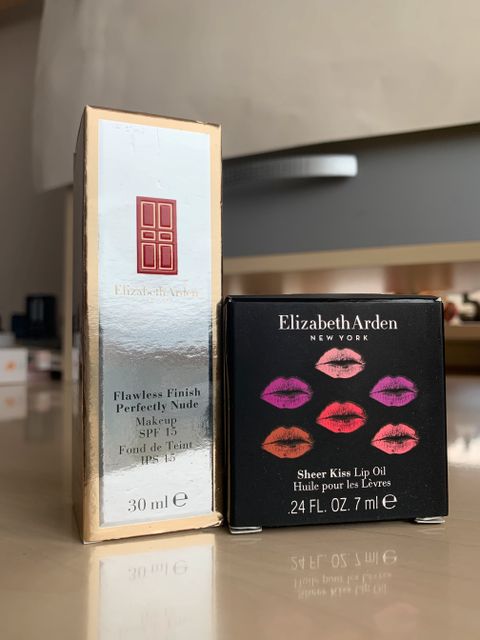 ElizabethArden
Flawless Finish
Perfectly Nude
Makeup
SPF 15
Fond de Teint
IPS 15
30 ml ℮
ElizabethArden
NEW YORK
Sheer Kiss Lip Oil
Huile pour les Lèvres
.24 FL. OZ. 7 ml ℮